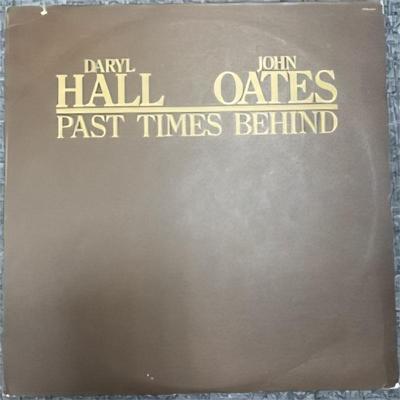 DARYL JOHN
HALL OATES
PAST TIMES BEHIND